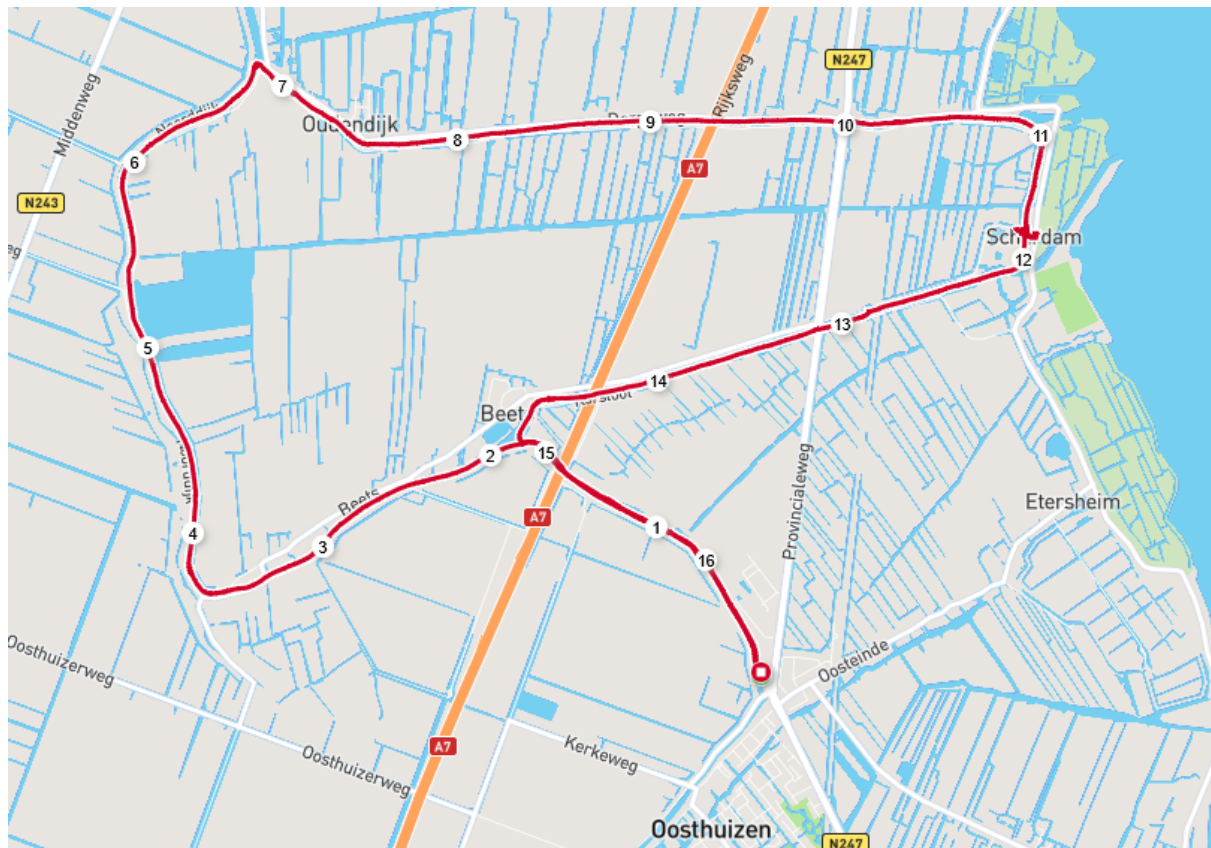 N247
Rijksweg
7
Noorddijk
Middenweg
Oudendijk
9
10
8
11
6
A7
N243
Schardam
12
13
5
14
Beet
2
15
Beets
A7
1
Etersheim
Provincialeweg
4
3
16
Oosthuizerweg
Oosteinde
Oosthuizerweg
A7
Kerkeweg
Oosthuizen
N247